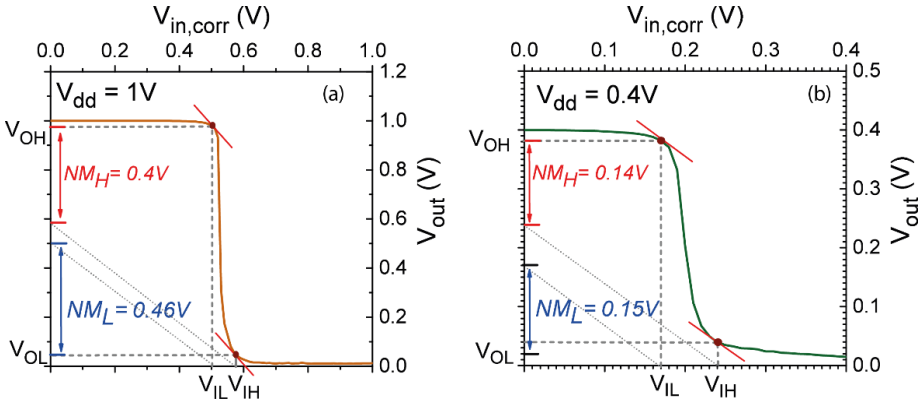 V_in,corr (V)
0.0 0.2 0.4 0.6 0.8 1.0
V_dd = 1V
(a)
V_OH
NM_H = 0.4V
NM_L = 0.46V
V_OL
V_IL
V_IH
1.2
1.0
0.8
0.6
0.4
0.2
0.0
V_out (V)
V_in,corr (V)
0.0 0.1 0.2 0.3 0.4
V_dd = 0.4V
(b)
V_OH
NM_H = 0.14V
NM_L = 0.15V
V_OL
V_IL
V_IH
0.5
0.4
0.3
0.2
0.1
0.0
V_out (V)